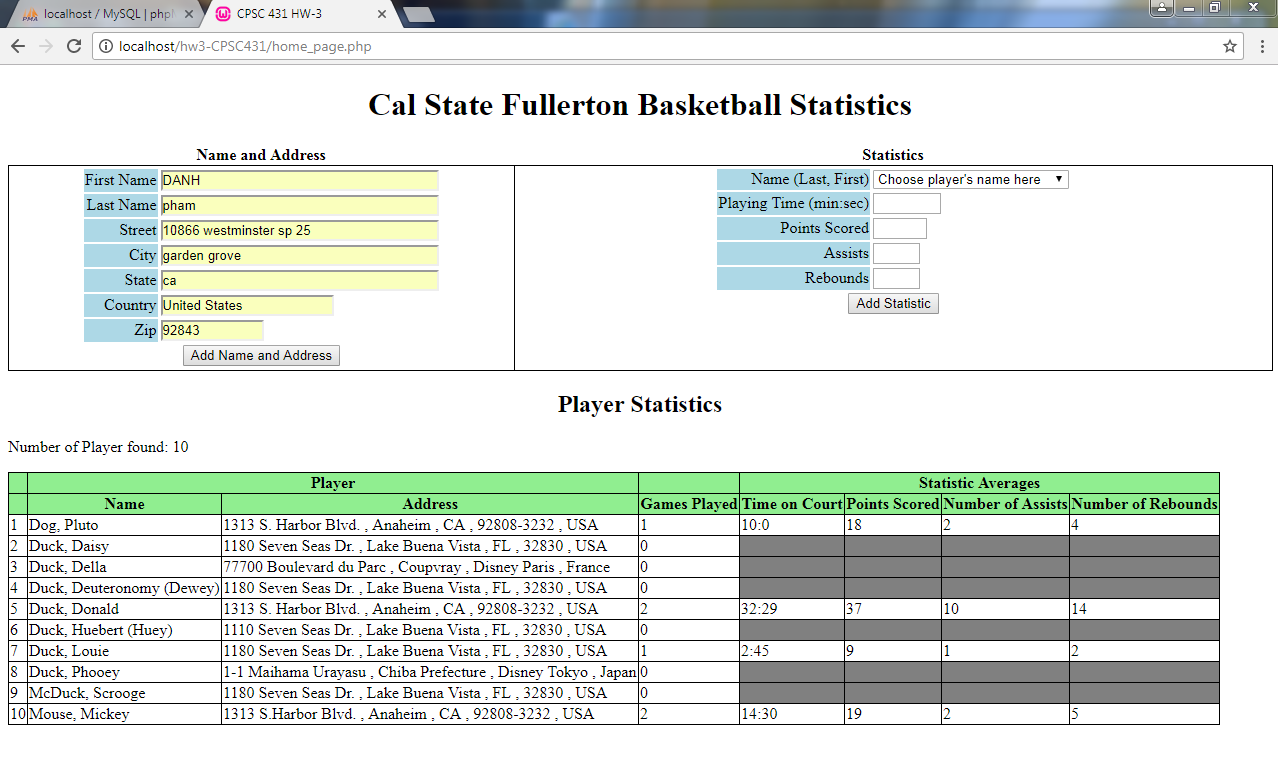 localhost / MySQL | phpM
CPSC 431 HW-3
localhost/hw3-CPSC431/home_page.php
Cal State Fullerton Basketball Statistics
Name and Address
First Name DANH
Last Name pham
Street 10866 westminster sp 25
City garden grove
State ca
Country United States
Zip 92843
Add Name and Address
Statistics
Name (Last, First) Choose player's name here
Playing Time (min:sec)
Points Scored
Assists
Rebounds
Add Statistic
Player Statistics
Number of Player found: 10
Player Statistic Averages
Name Address Games Played Time on Court Points Scored Number of Assists Number of Rebounds
1 Dog, Pluto 1313 S. Harbor Blvd. , Anaheim , CA , 92808-3232 , USA 1 10:0 18 2 4
2 Duck, Daisy 1180 Seven Seas Dr. , Lake Buena Vista , FL , 32830 , USA 0
3 Duck, Della 77700 Boulevard du Parc , Coupvray , Disney Paris , France 0
4 Duck, Deuteronomy (Dewey) 1180 Seven Seas Dr. , Lake Buena Vista , FL , 32830 , USA 0
5 Duck, Donald 1313 S. Harbor Blvd. , Anaheim , CA , 92808-3232 , USA 2 32:29 37 10 14
6 Duck, Huebert (Huey) 1110 Seven Seas Dr. , Lake Buena Vista , FL , 32830 , USA 0
7 Duck, Louie 1180 Seven Seas Dr. , Lake Buena Vista , FL , 32830 , USA 1 2:45 9 1 2
8 Duck, Phooey 1-1 Maihama Urayasu , Chiba Prefecture , Disney Tokyo , Japan 0
9 McDuck, Scrooge 1180 Seven Seas Dr. , Lake Buena Vista , FL , 32830 , USA 0
10 Mouse, Mickey 1313 S.Harbor Blvd. , Anaheim , CA , 92808-3232 , USA 2 14:30 19 2 5